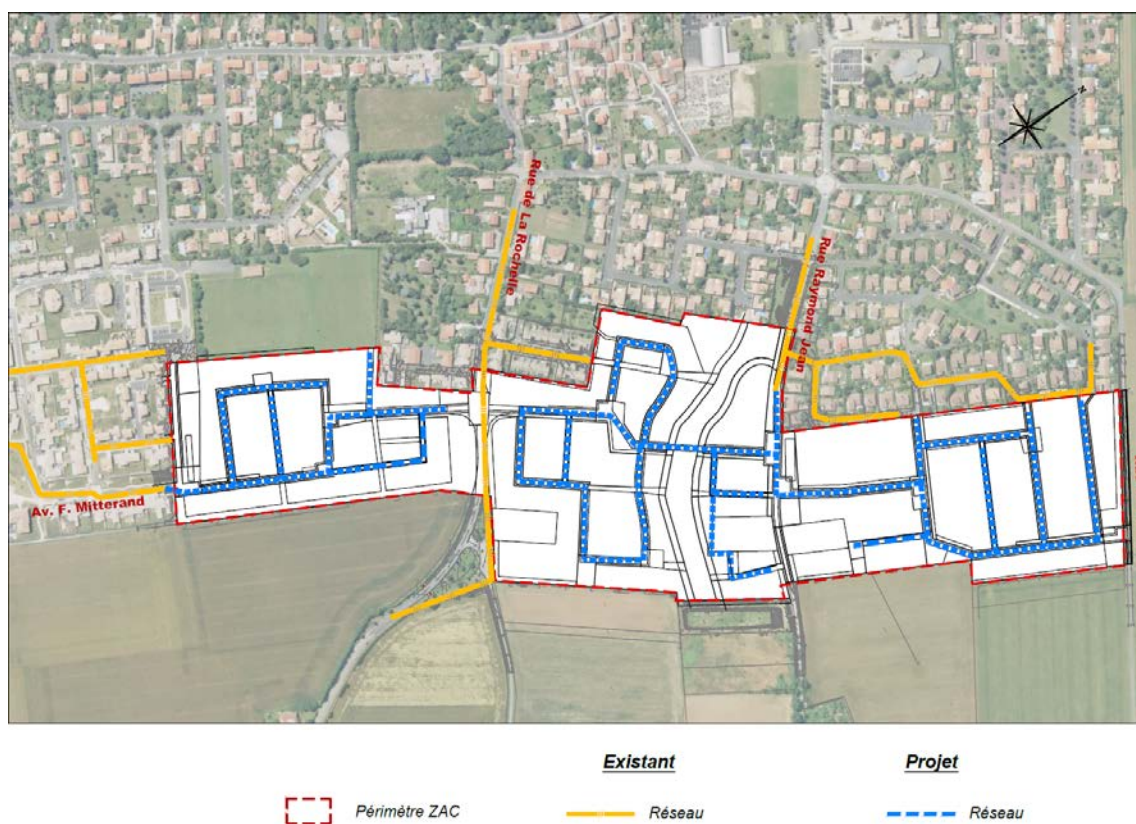 N
Rue de La Rochelle
Rue Raymond Jean
Av. F. Mitterand
Existant
Projet
Périmètre ZAC
Réseau
Réseau